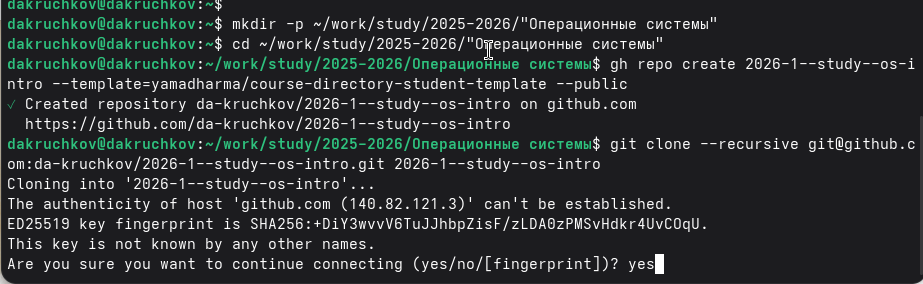 dakruchkov@dakruchkov:~$
dakruchkov@dakruchkov:~$ mkdir -p ~/work/study/2025-2026/"Операционные системы"
dakruchkov@dakruchkov:~$ cd ~/work/study/2025-2026/"Операционные системы"
dakruchkov@dakruchkov:~/work/study/2025-2026/Операционные системы$ gh repo create 2026-1--study--os-i
ntro --template=yamadharma/course-directory-student-template --public
✓ Created repository da-kruchkov/2026-1--study--os-intro on github.com
https://github.com/da-kruchkov/2026-1--study--os-intro
dakruchkov@dakruchkov:~/work/study/2025-2026/Операционные системы$ git clone --recursive git@github.c
om:da-kruchkov/2026-1--study--os-intro.git 2026-1--study--os-intro
Cloning into '2026-1--study--os-intro'...
The authenticity of host 'github.com (140.82.121.3)' can't be established.
ED25519 key fingerprint is SHA256:+DiY3wvvV6TuJJhbpZisF/zLDA0zPMSvHdkr4UvCOqU.
This key is not known by any other names.
Are you sure you want to continue connecting (yes/no/[fingerprint])? yes